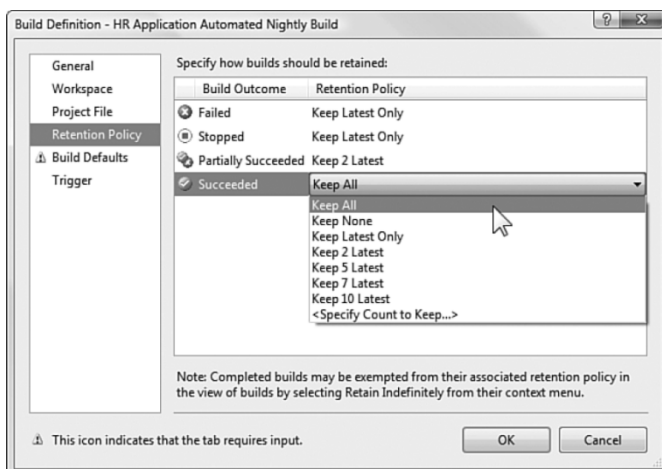 Build Definition - HR Application Automated Nightly Build
General
Workspace
Project File
Retention Policy
Build Defaults
Trigger
Specify how builds should be retained:
Build Outcome Retention Policy
Failed Keep Latest Only
Stopped Keep Latest Only
Partially Succeeded Keep 2 Latest
Succeeded Keep All
Keep All
Keep None
Keep Latest Only
Keep 2 Latest
Keep 5 Latest
Keep 7 Latest
Keep 10 Latest
<Specify Count to Keep...>
Note: Completed builds may be exempted from their associated retention policy in
the view of builds by selecting Retain Indefinitely from their context menu.
This icon indicates that the tab requires input.
OK Cancel